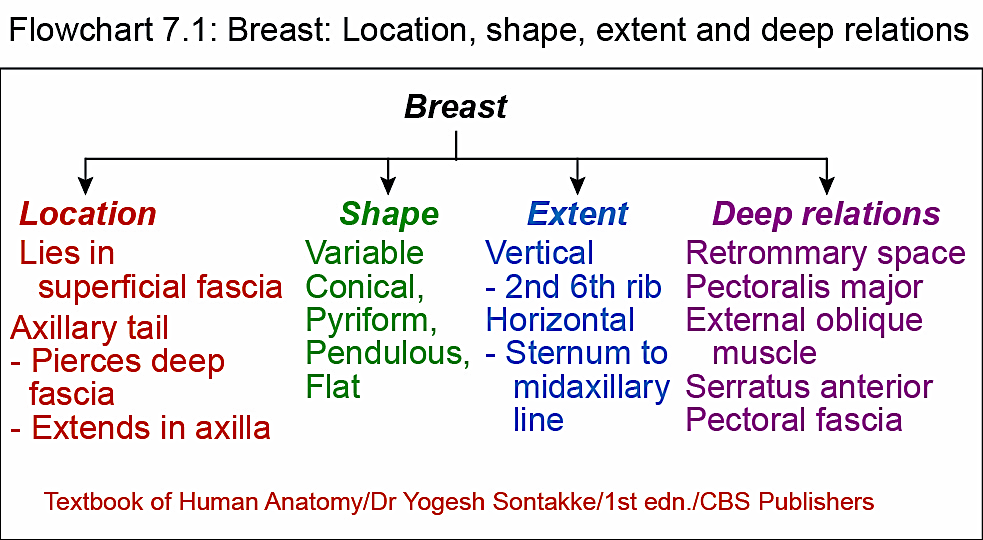 Flowchart 7.1: Breast: Location, shape, extent and deep relations
Breast
Location
Lies in
superficial fascia
Axillary tail
- Pierces deep
fascia
- Extends in axilla
Shape
Variable
Conical,
Pyriform,
Pendulous,
Flat
Extent
Vertical
- 2nd 6th rib
Horizontal
- Sternum to
midaxillary
line
Deep relations
Retrommary space
Pectoralis major
External oblique
muscle
Serratus anterior
Pectoral fascia
Textbook of Human Anatomy/Dr Yogesh Sontakke/1st edn./CBS Publishers